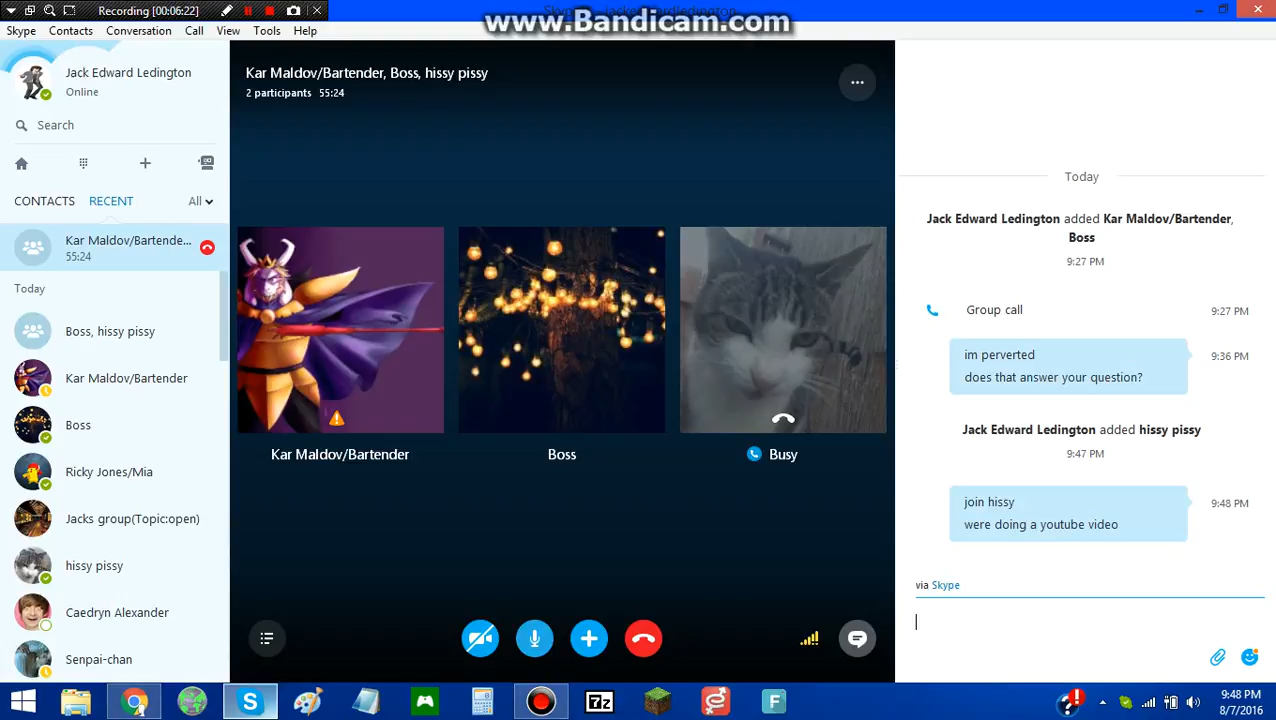 Recording [00:06:22]
www.Bandicam.com
Skype Contacts Conversation Call View Tools Help
Jack Edward Ledington
Online
Search
CONTACTS RECENT All
Kar Maldov/Bartende...
55:24
Today
Boss, hissy pissy
Kar Maldov/Bartender
Boss
Ricky Jones/Mia
Jacks group(Topic:open)
hissy pissy
Caedryn Alexander
Senpai-chan
Kar Maldov/Bartender, Boss, hissy pissy
2 participants 55:24
Kar Maldov/Bartender
Boss
Busy
Today
Jack Edward Ledington added Kar Maldov/Bartender,
Boss
9:27 PM
Group call 9:27 PM
im perverted 9:36 PM
does that answer your question?
Jack Edward Ledington added hissy pissy
9:47 PM
join hissy 9:48 PM
were doing a youtube video
via Skype
S
7z
F
9:48 PM
8/7/2016